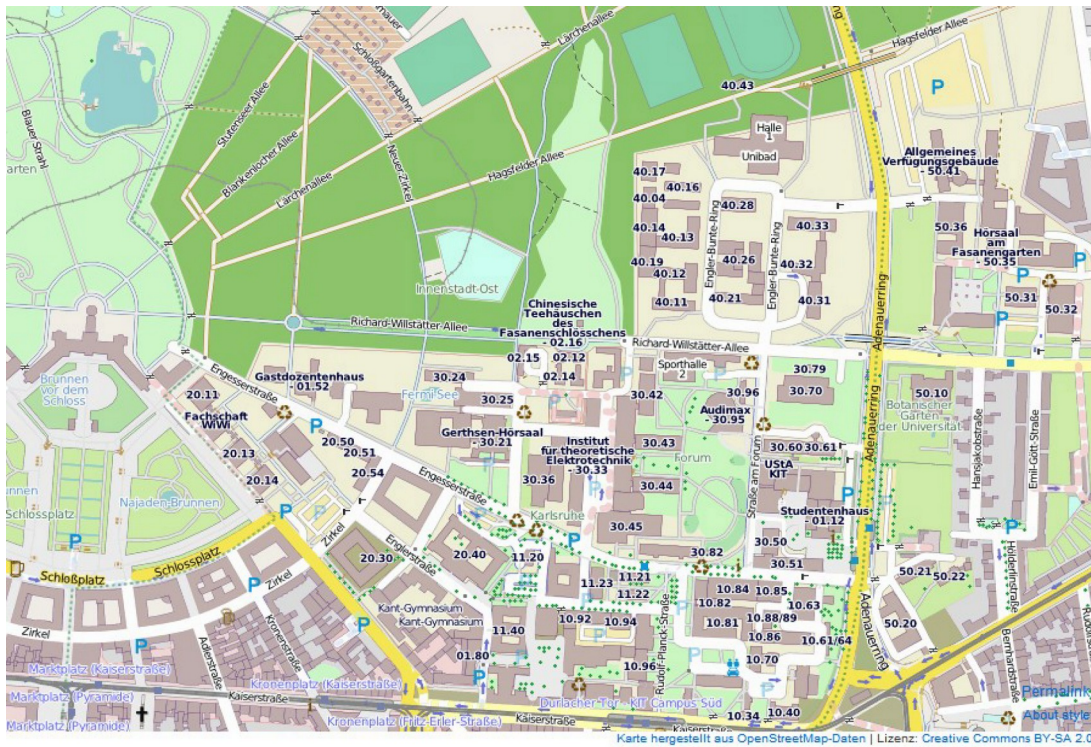 Schloßgartenbahn
Lärchenallee
Hagsfelder Allee
40.43
P
Blauer Strahl
Stutenseer Allee
Blankenlocher Allee
Lärchenallee
Neuer Zirkel
Hagsfelder Allee
Halle
1
Unibad
Allgemeines
Verfügungsgebäude
- 50.41
40.17
40.16
40.04
40.28
40.14
40.13
40.33
50.36
Hörsaal
am
Fasanengarten
- 50.35
Engler-Bunte-Ring
Engler-Bunte-Ring
40.19
40.12
40.26
40.32
P
P
40.11
40.21
40.31
50.31
50.32
P
Innenstadt-Ost
Chinesische
Teehäuschen
des
Fasanenschlösschens
- 02.16
Richard-Willstätter-Allee
Richard-Willstätter-Allee
Adenauerring
02.15
02.12
02.14
Sporthalle
2
30.79
30.70
50.10
Botanischer
Garten
der Universität
Brunnen
vor dem
Schloss
Engesserstraße
Gastdozentenhaus
- 01.52
30.24
Fermi-See
30.25
30.42
30.96
Audimax
- 30.95
20.11
Fachschaft
WiWi
P
Gerthsen-Hörsaal
- 30.21
Institut
für theoretische
Elektrotechnik
- 30.33
30.43
Forum
30.60
30.61
UStA
KIT
20.13
20.50
20.51
20.54
20.14
Engesserstraße
P
30.36
P
30.44
Straße am Forum
Adenauerring
Hansjakobstraße
Emil-Gött-Straße
Najaden-Brunnen
Schlossplatz
P
P
Karlsruhe
30.45
Studentenhaus
- 01.12
P
P
P
Zirkel
Englerstraße
20.30
20.40
11.20
30.82
30.50
30.51
Hölderlinstraße
Schloßplatz
Schlossplatz
P
Zirkel
Zirkel
11.23
11.21
11.22
10.84
10.82
10.85
10.63
50.21
50.22
Kant-Gymnasium
Kant-Gymnasium
P
P
Adlerstraße
Kronenstraße
11.40
10.92
10.94
Rudolf-Plank-Straße
P
10.81
10.88/89
10.86
10.61/64
50.20
Adenauerring
Bernhardstraße
01.80
P
10.96
10.70
P
Marktplatz (Kaiserstraße)
Kronenplatz (Kaiserstraße)
Durlacher Tor - KIT Campus Süd
Permalink
Marktplatz (Pyramide)
Kaiserstraße
Kaiserstraße
Kaiserstraße
10.34
10.40
About style
Marktplatz (Pyramide)
Kronenplatz (Fritz-Erler-Straße)
Karte hergestellt aus OpenStreetMap-Daten | Lizenz: Creative Commons BY-SA 2.0